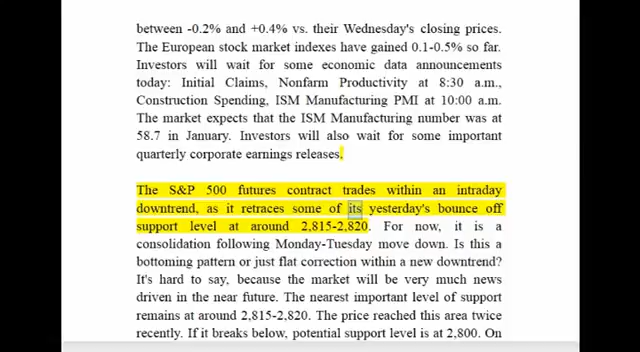 between -0.2% and +0.4% vs. their Wednesday's closing prices.
The European stock market indexes have gained 0.1-0.5% so far.
Investors will wait for some economic data announcements
today: Initial Claims, Nonfarm Productivity at 8:30 a.m.,
Construction Spending, ISM Manufacturing PMI at 10:00 a.m.
The market expects that the ISM Manufacturing number was at
58.7 in January. Investors will also wait for some important
quarterly corporate earnings releases.
The S&P 500 futures contract trades within an intraday
downtrend, as it retraces some of its yesterday's bounce off
support level at around 2,815-2,820. For now, it is a
consolidation following Monday-Tuesday move down. Is this a
bottoming pattern or just flat correction within a new downtrend?
It's hard to say, because the market will be very much news
driven in the near future. The nearest important level of support
remains at around 2,815-2,820. The price reached this area twice
recently. If it breaks below, potential support level is at 2,800. On